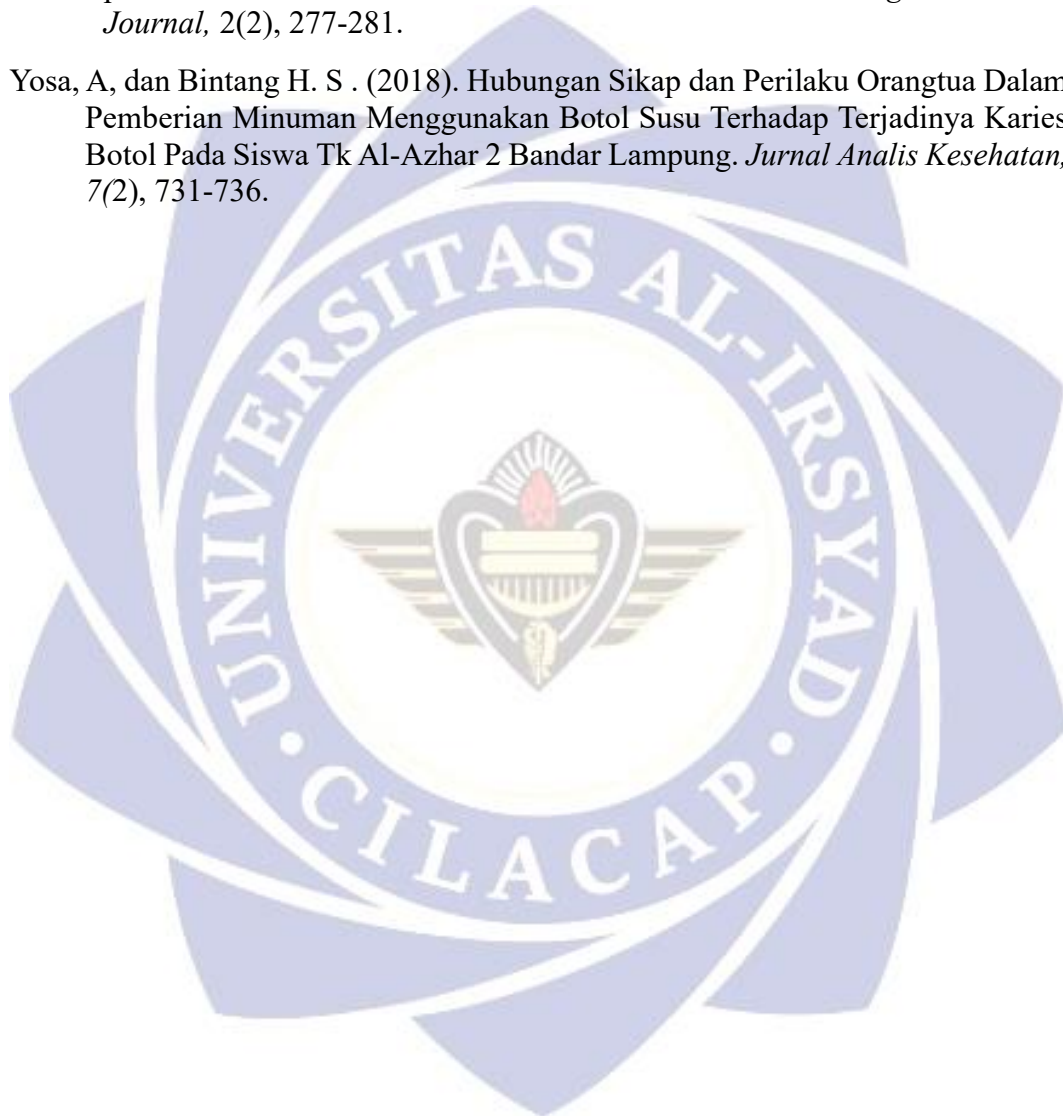 Journal, 2(2), 277-281.
Yosa, A, dan Bintang H. S . (2018). Hubungan Sikap dan Perilaku Orangtua Dalam
Pemberian Minuman Menggunakan Botol Susu Terhadap Terjadinya Karies
Botol Pada Siswa Tk Al-Azhar 2 Bandar Lampung. Jurnal Analis Kesehatan,
7(2), 731-736.
UNIVERSITAS AL-IRSYAD
• CILACAP •